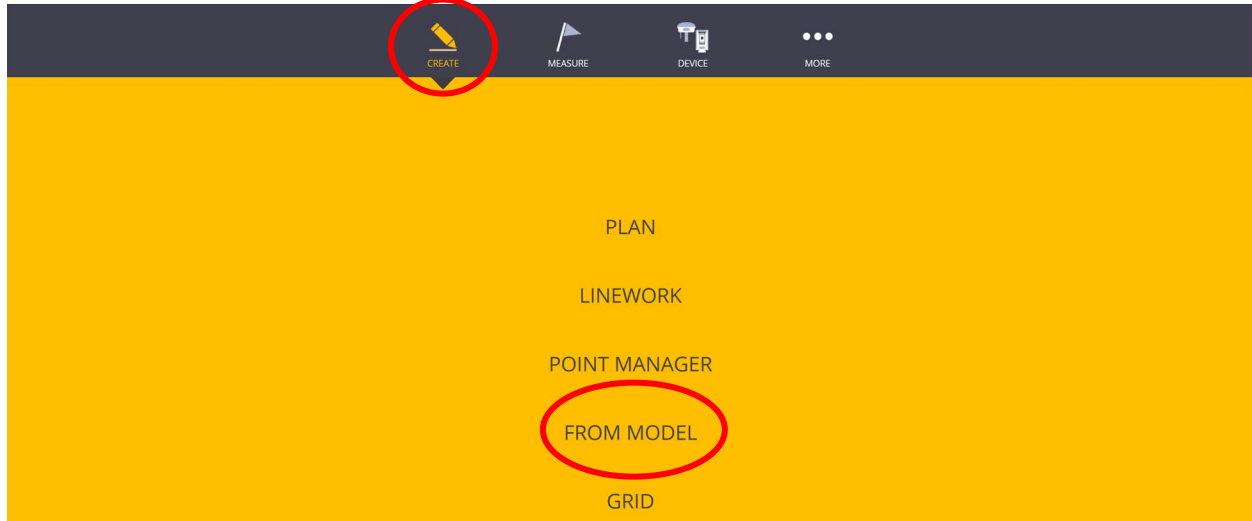 CREATE MEASURE DEVICE MORE
PLAN
LINEWORK
POINT MANAGER
FROM MODEL
GRID